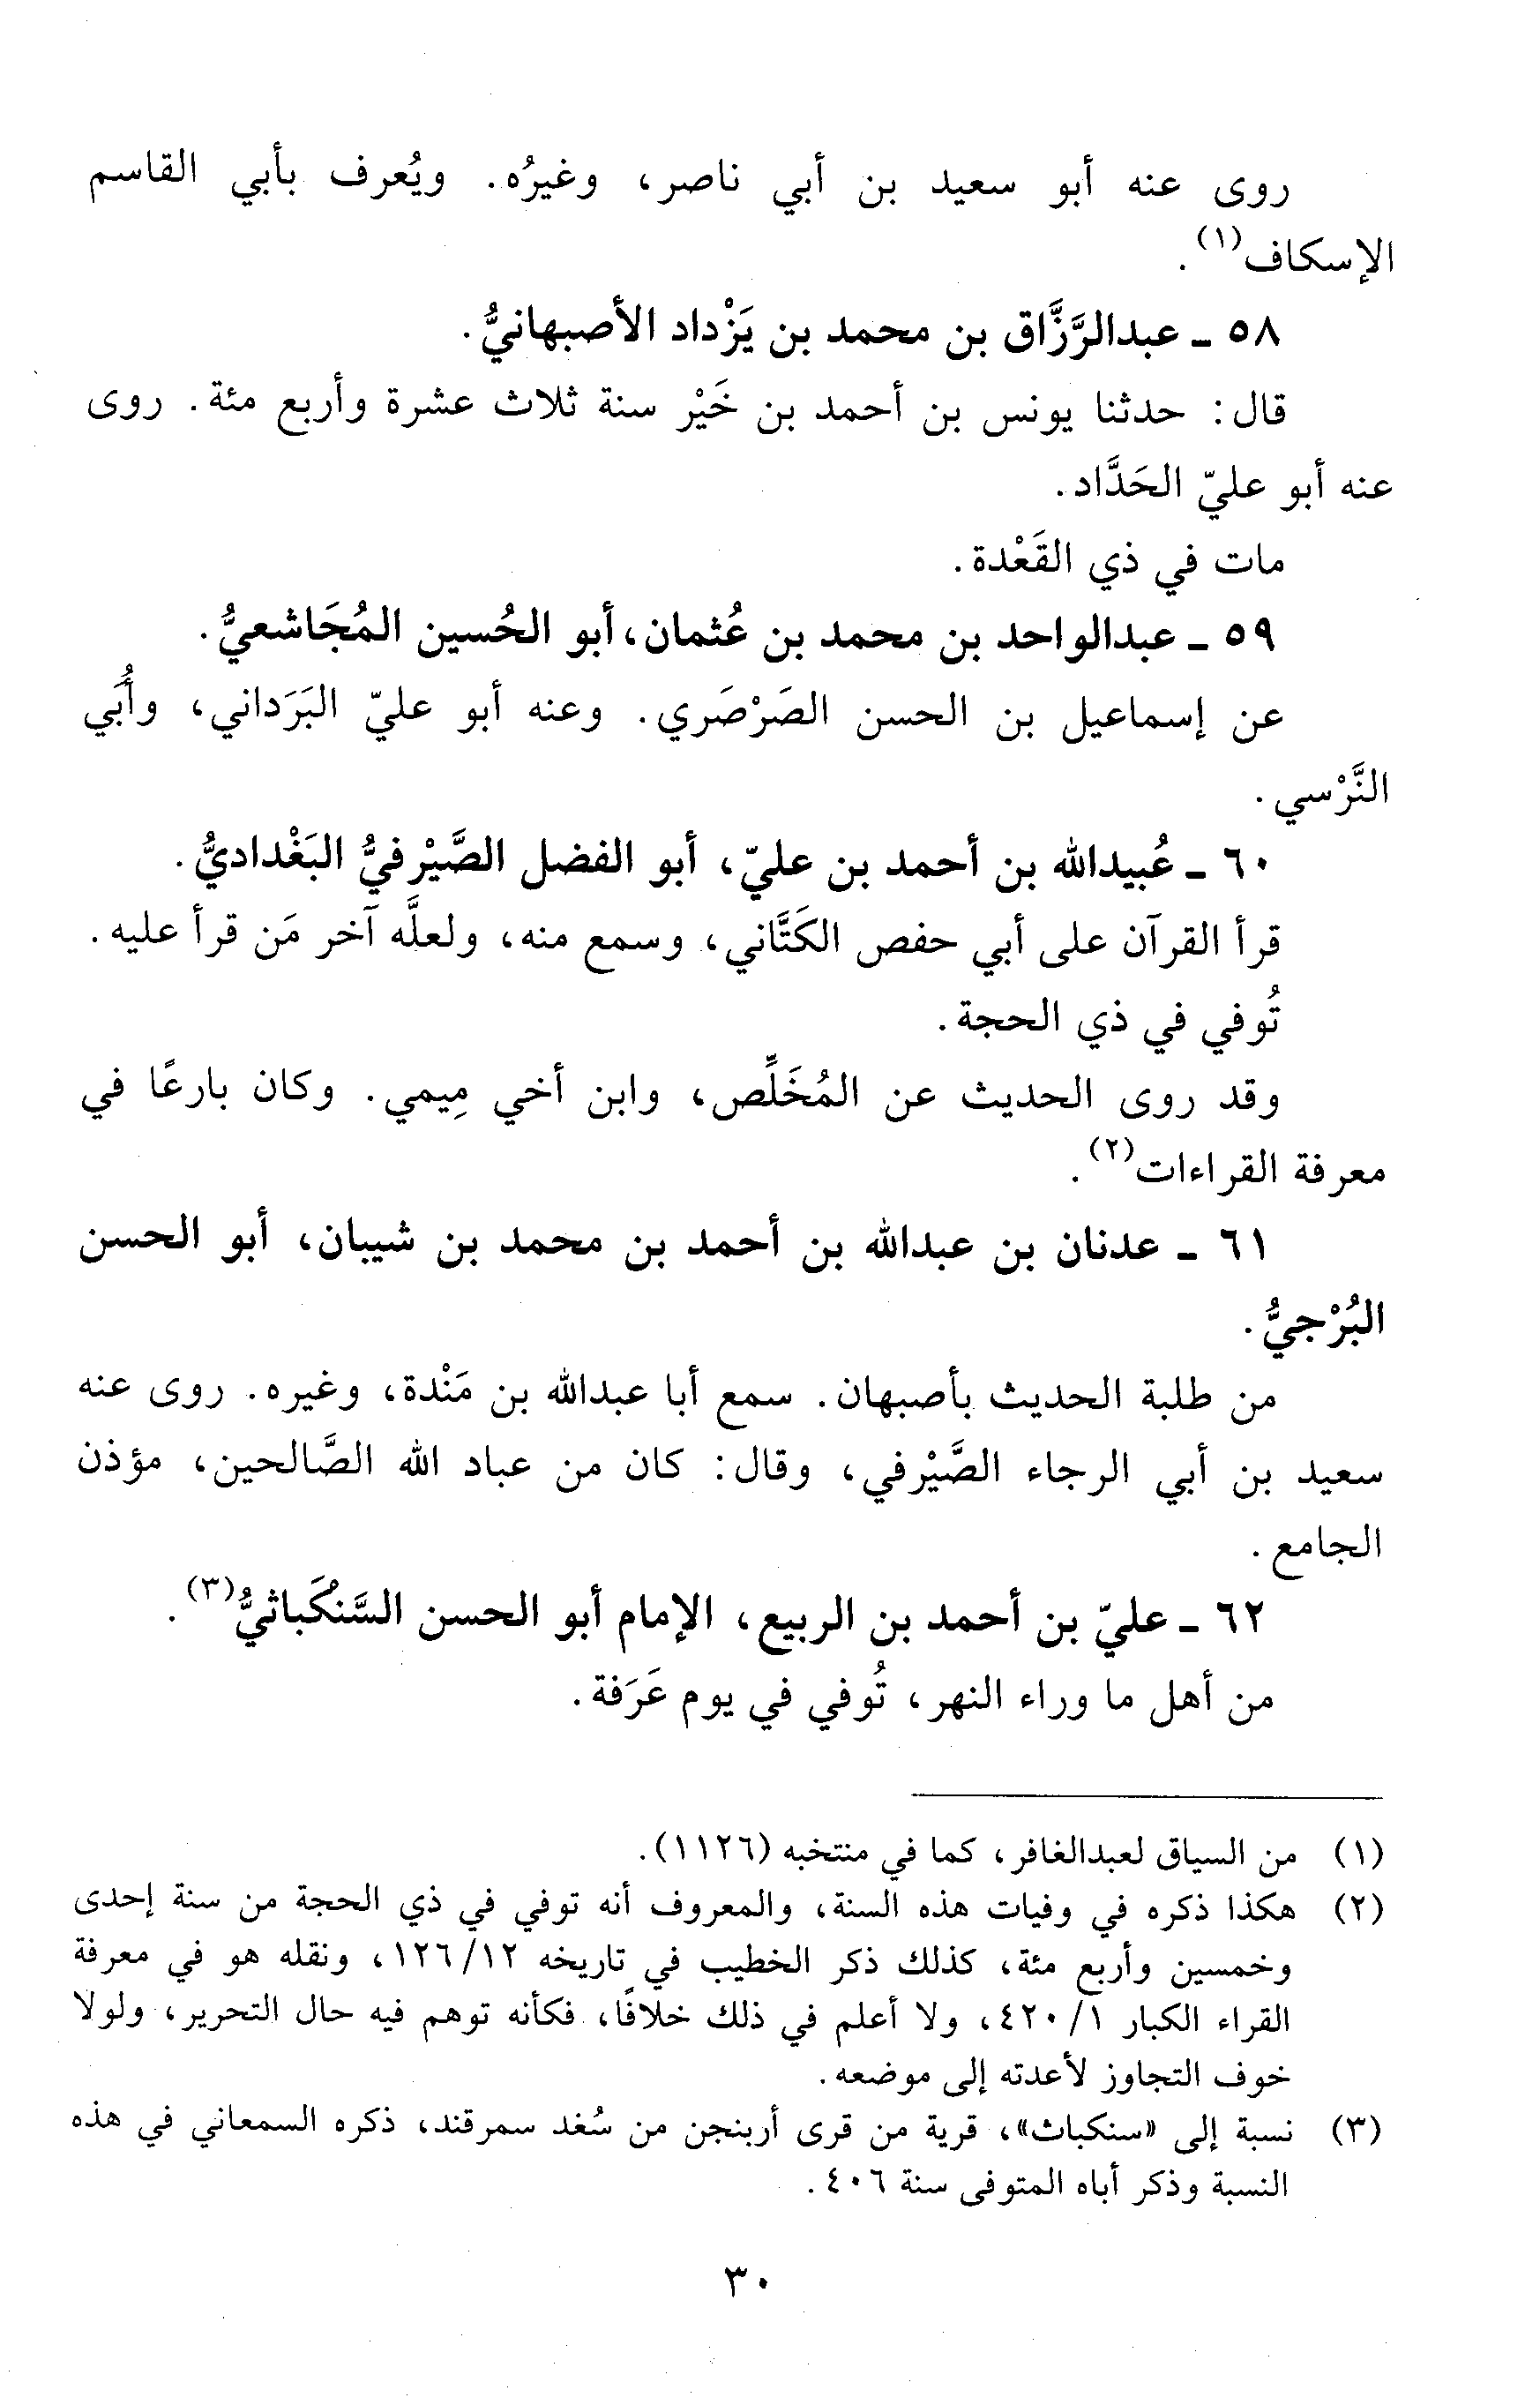 روى عنه أبو سعيد بن أبي ناصر، وغيرُه. ويُعرف بأبي القاسم
الإسكاف(١).
٥٨ ـ عبدالرَّزَّاق بن محمد بن يَزْداد الأصبهانيُّ.
قال: حدثنا يونس بن أحمد بن خَيْر سنة ثلاث عشرة وأربع مئة. روى
عنه أبو عليّ الحَدَّاد.
مات في ذي القَعْدة.
٥٩ ـ عبدالواحد بن محمد بن عُثمان، أبو الحُسين المُجَاشعيُّ.
عن إسماعيل بن الحسن الصَرْصَري. وعنه أبو عليّ البَرَداني، وأُبَي
النَّرْسي.
٦٠ ـ عُبيدالله بن أحمد بن عليّ، أبو الفضل الصَّيْرفيُّ البَغْداديُّ.
قرأ القرآن على أبي حفص الكَتَّاني، وسمع منه، ولعلَّه آخر مَن قرأ عليه.
تُوفي في ذي الحجة.
وقد روى الحديث عن المُخَلِّص، وابن أخي مِيمي. وكان بارعًا في
معرفة القراءات(٢).
٦١ ـ عدنان بن عبدالله بن أحمد بن محمد بن شيبان، أبو الحسن
البُرْجيُّ.
من طلبة الحديث بأصبهان. سمع أبا عبدالله بن مَنْدة، وغيره. روى عنه
سعيد بن أبي الرجاء الصَّيْرفي، وقال: كان من عباد الله الصَّالحين، مؤذن
الجامع.
٦٢ ـ عليّ بن أحمد بن الربيع، الإمام أبو الحسن السَّنكَُباثيُّ(٣).
من أهل ما وراء النهر، تُوفي في يوم عَرَفة.
(١) من السياق لعبدالغافر، كما في منتخبه (١١٢٦).
(٢) هكذا ذكره في وفيات هذه السنة، والمعروف أنه توفي في ذي الحجة من سنة إحدى
وخمسين وأربع مئة، كذلك ذكر الخطيب في تاريخه ١٢/ ١٢٦، ونقله هو في معرفة
القراء الكبار ١/ ٤٢٠، ولا أعلم في ذلك خلافًا، فكأنه توهم فيه حال التحرير، ولولا
خوف التجاوز لأعدته إلى موضعه.
(٣) نسبة إلى «سنكباث»، قرية من قرى أربنجن من سُغد سمرقند، ذكره السمعاني في هذه
النسبة وذكر أباه المتوفى سنة ٤٠٦.
٣٠